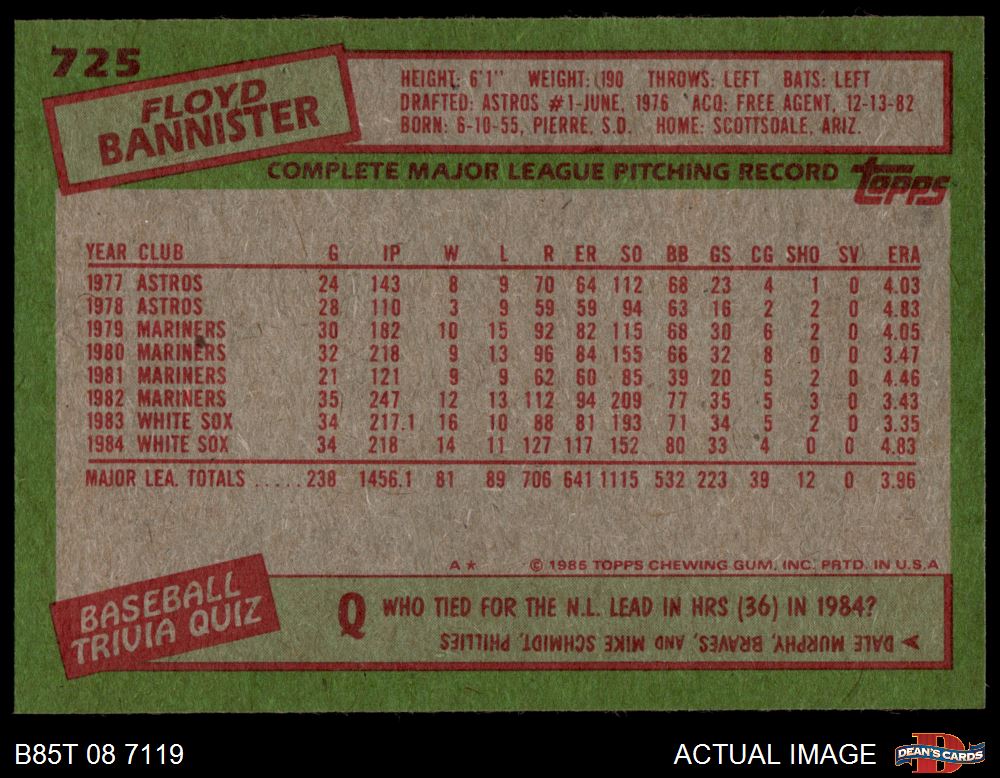 725
FLOYD
BANNISTER
HEIGHT: 6'1" WEIGHT: 190 THROWS: LEFT BATS: LEFT
DRAFTED: ASTROS #1-JUNE, 1976 ACQ: FREE AGENT, 12-13-82
BORN: 6-10-55, PIERRE, S.D. HOME: SCOTTSDALE, ARIZ.
COMPLETE MAJOR LEAGUE PITCHING RECORD topps
YEAR CLUB G IP W L R ER SO BB GS CG SHO SV ERA
1977 ASTROS 24 143 8 9 70 64 112 68 23 4 1 0 4.03
1978 ASTROS 28 110 3 9 59 59 94 63 16 2 2 0 4.83
1979 MARINERS 30 182 10 15 92 82 115 68 30 6 2 0 4.05
1980 MARINERS 32 218 9 13 96 84 155 66 32 8 0 0 3.47
1981 MARINERS 21 121 9 9 62 60 85 39 20 5 2 0 4.46
1982 MARINERS 35 247 12 13 112 94 209 77 35 5 3 0 3.43
1983 WHITE SOX 34 217.1 16 10 88 81 193 71 34 5 2 0 3.35
1984 WHITE SOX 34 218 14 11 127 117 152 80 33 4 0 0 4.83
MAJOR LEA. TOTALS ..... 238 1456.1 81 89 706 641 1115 532 223 39 12 0 3.96
A* © 1985 TOPPS CHEWING GUM, INC. PRTD. IN U.S.A
BASEBALL
TRIVIA QUIZ
Q WHO TIED FOR THE N.L. LEAD IN HRS (36) IN 1984?
DALE MURPHY, BRAVES, AND MIKE SCHMIDT, PHILLIES
B85T 08 7119 ACTUAL IMAGE DEAN'S CARDS